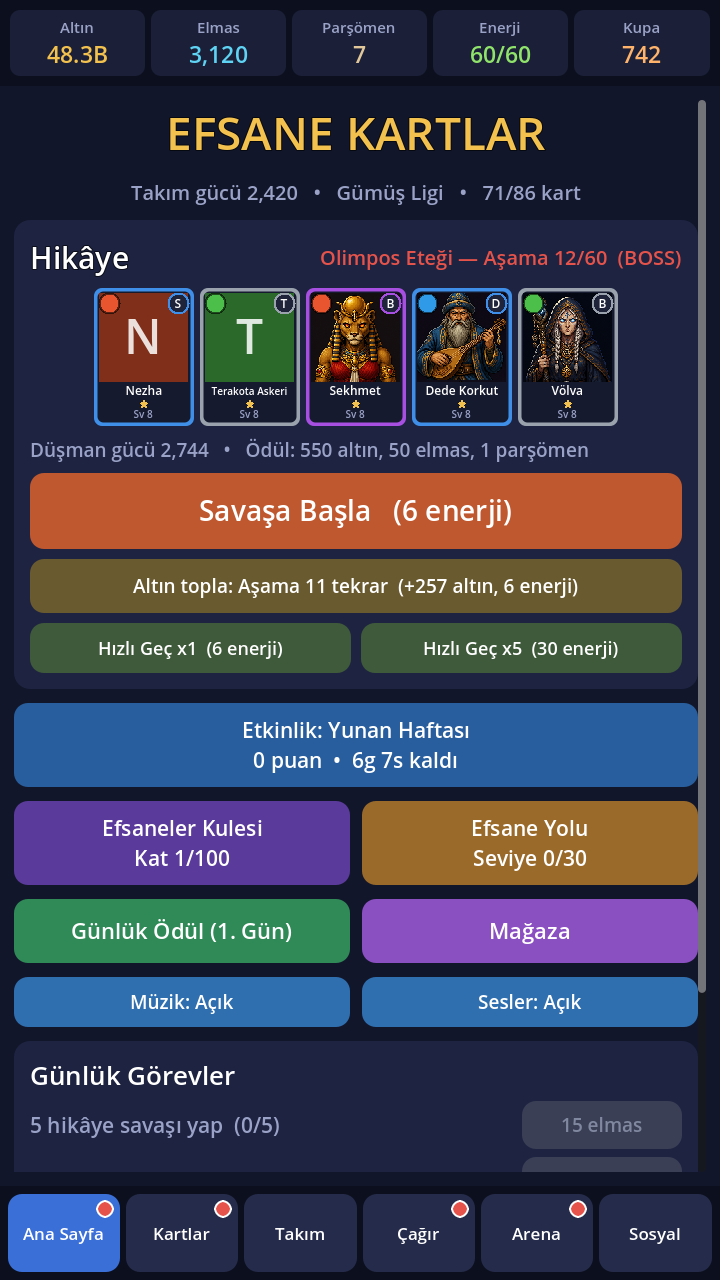 Altın Elmas Parşömen Enerji Kupa
48.3B 3,120 7 60/60 742
EFSANE KARTLAR
Takım gücü 2,420 • Gümüş Ligi • 71/86 kart
Hikâye Olimpos Eteği — Aşama 12/60 (BOSS)
S T B D B
N T
Nezha Terakota Askeri Sekhmet Dede Korkut Völva
Sv 8 Sv 8 Sv 8 Sv 8 Sv 8
Düşman gücü 2,744 • Ödül: 550 altın, 50 elmas, 1 parşömen
Savaşa Başla (6 enerji)
Altın topla: Aşama 11 tekrar (+257 altın, 6 enerji)
Hızlı Geç x1 (6 enerji) Hızlı Geç x5 (30 enerji)
Etkinlik: Yunan Haftası
0 puan • 6g 7s kaldı
Efsaneler Kulesi Efsane Yolu
Kat 1/100 Seviye 0/30
Günlük Ödül (1. Gün) Mağaza
Müzik: Açık Sesler: Açık
Günlük Görevler
5 hikâye savaşı yap (0/5) 15 elmas
Ana Sayfa Kartlar Takım Çağır Arena Sosyal